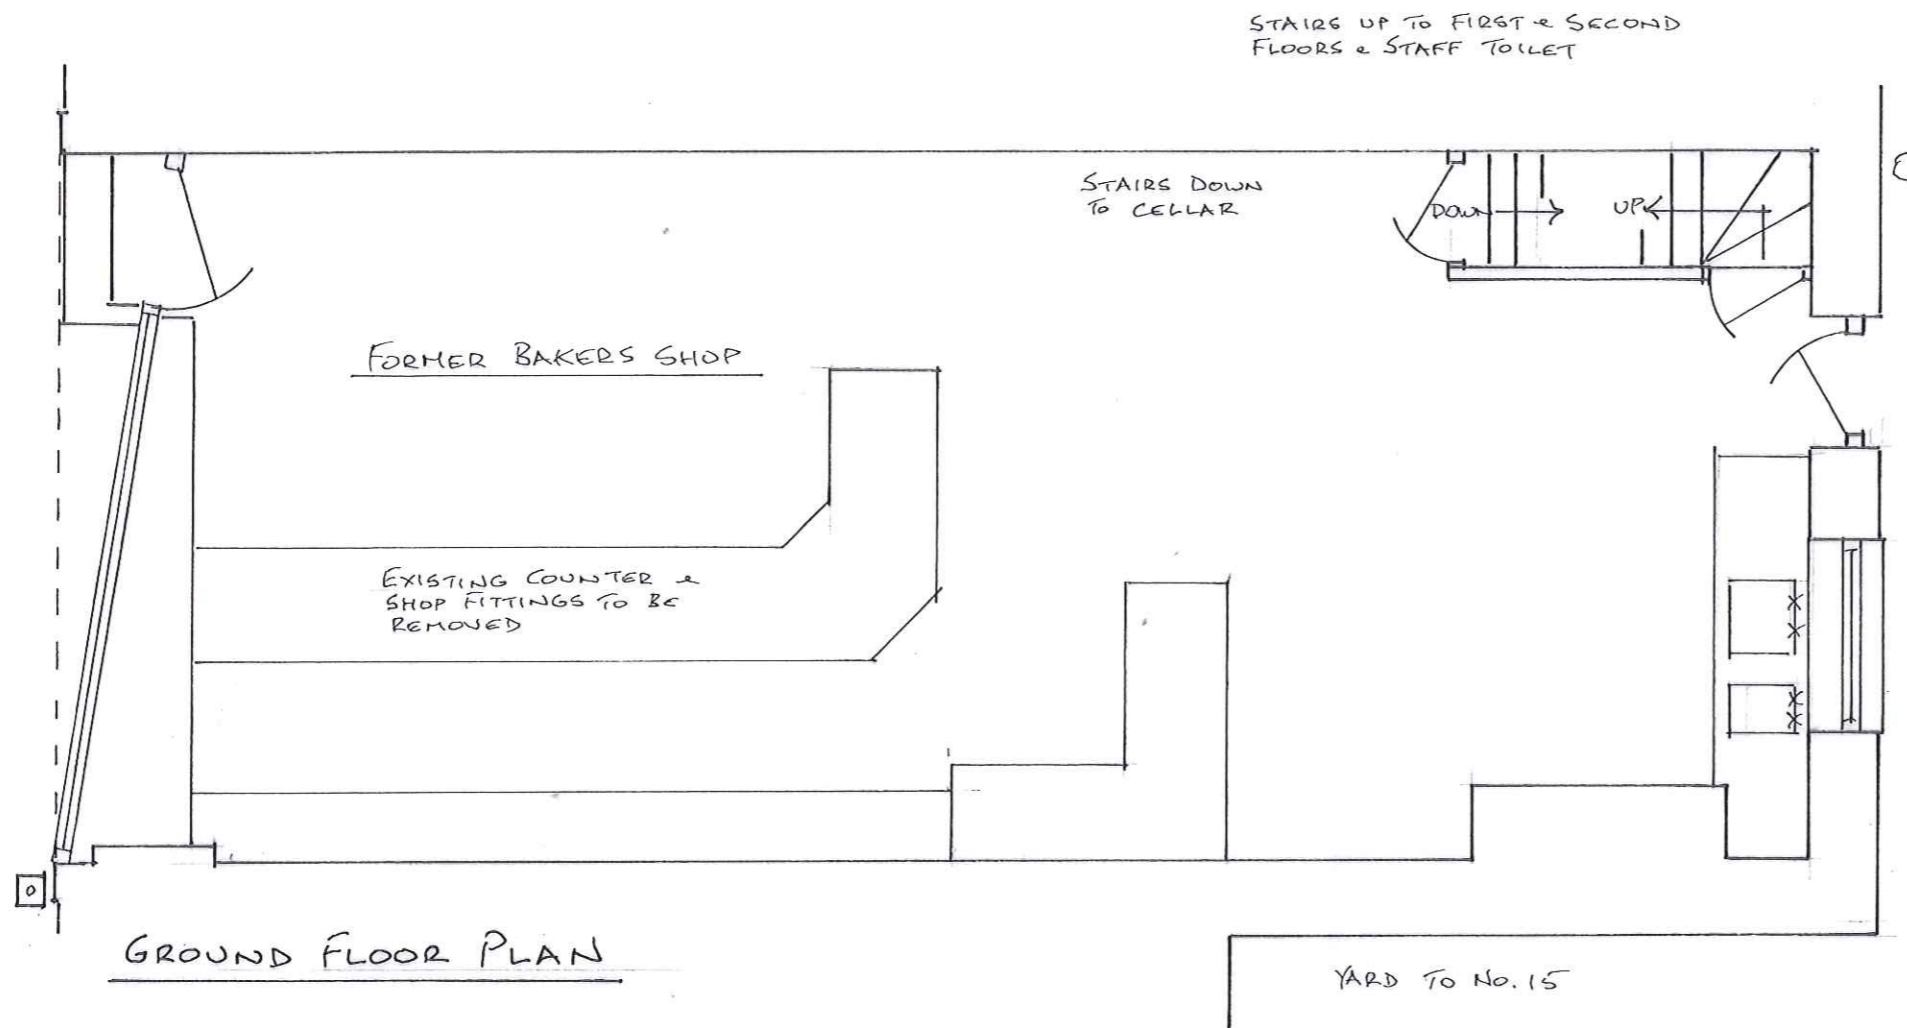 STAIRS UP TO FIRST & SECOND
FLOORS & STAFF TOILET
STAIRS DOWN
TO CELLAR
DOWN
UP
FORMER BAKERS SHOP
EXISTING COUNTER &
SHOP FITTINGS TO BE
REMOVED
GROUND FLOOR PLAN
YARD TO NO. 15